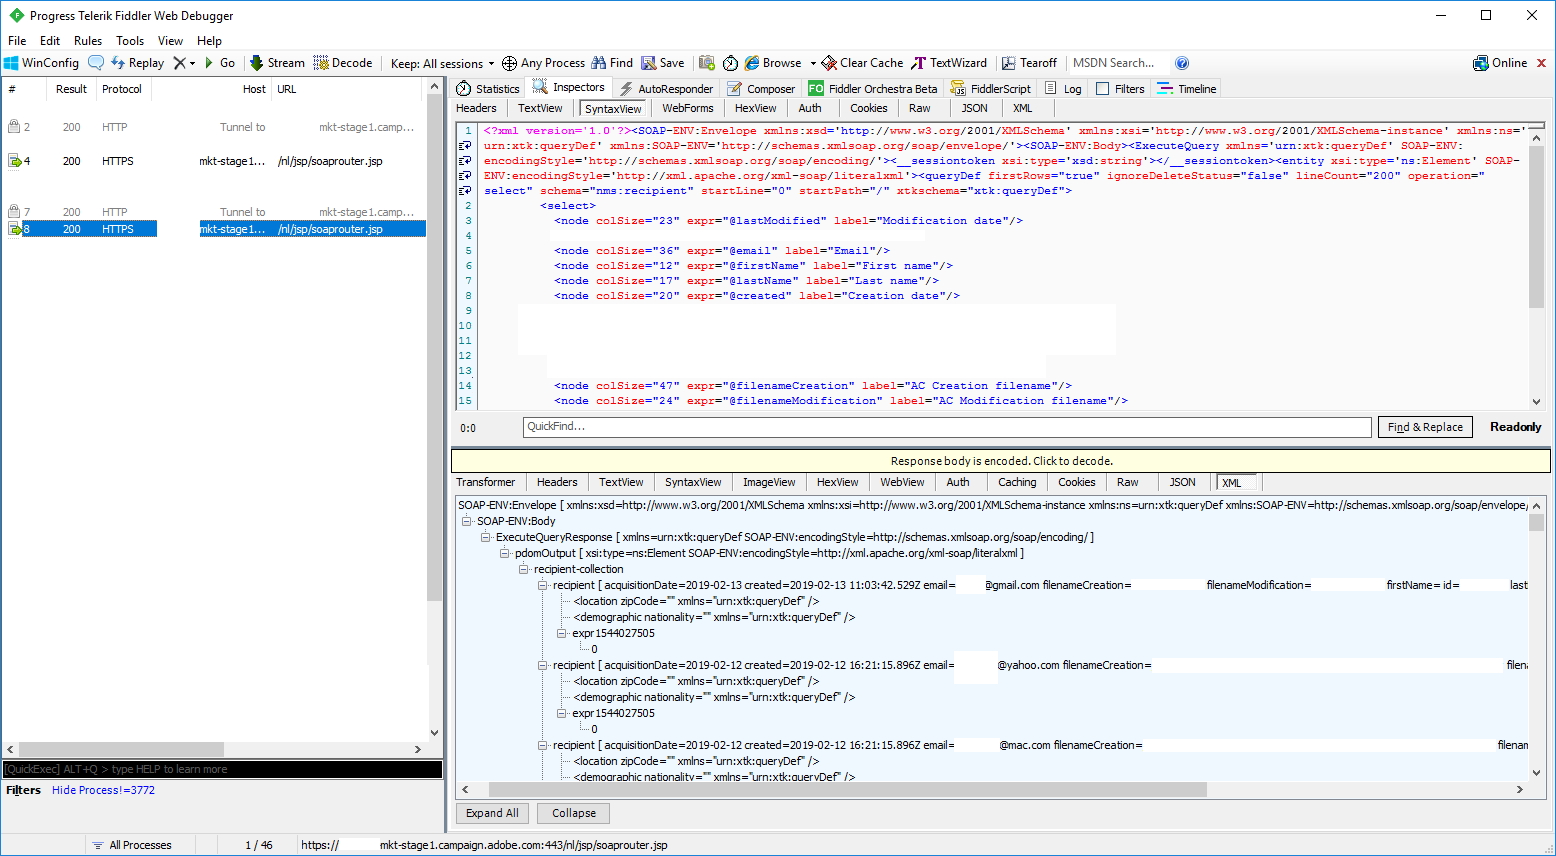 Progress Telerik Fiddler Web Debugger
File Edit Rules Tools View Help
WinConfig Replay Go Stream Decode Keep: All sessions Any Process Find Save Browse Clear Cache TextWizard Tearoff MSDN Search... Online
# Result Protocol Host URL
2 200 HTTP Tunnel to mkt-stage1.camp...
4 200 HTTPS mkt-stage1... /nl/jsp/soaprouter.jsp
7 200 HTTP Tunnel to mkt-stage1.camp...
8 200 HTTPS mkt-stage1... /nl/jsp/soaprouter.jsp
[QuickExec] ALT+Q > type HELP to learn more
Filters Hide Process!=3772
Statistics Inspectors AutoResponder Composer FO Fiddler Orchestra Beta FiddlerScript Log Filters Timeline
Headers TextView SyntaxView WebForms HexView Auth Cookies Raw JSON XML
1 <?xml version='1.0'?><SOAP-ENV:Envelope xmlns:xsd='http://www.w3.org/2001/XMLSchema' xmlns:xsi='http://www.w3.org/2001/XMLSchema-instance' xmlns:ns='
urn:xtk:queryDef' xmlns:SOAP-ENV='http://schemas.xmlsoap.org/soap/envelope/'><SOAP-ENV:Body><ExecuteQuery xmlns='urn:xtk:queryDef' SOAP-ENV:
encodingStyle='http://schemas.xmlsoap.org/soap/encoding/'><__sessiontoken xsi:type='xsd:string'></__sessiontoken><entity xsi:type='ns:Element' SOAP-
ENV:encodingStyle='http://xml.apache.org/xml-soap/literalxml'><queryDef firstRows="true" ignoreDeleteStatus="false" lineCount="200" operation="
select" schema="nms:recipient" startLine="0" startPath="/" xtkschema="xtk:queryDef">
2 <select>
3 <node colSize="23" expr="@lastModified" label="Modification date"/>
4
5 <node colSize="36" expr="@email" label="Email"/>
6 <node colSize="12" expr="@firstName" label="First name"/>
7 <node colSize="17" expr="@lastName" label="Last name"/>
8 <node colSize="20" expr="@created" label="Creation date"/>
9
10
11
12
13
14 <node colSize="47" expr="@filenameCreation" label="AC Creation filename"/>
15 <node colSize="24" expr="@filenameModification" label="AC Modification filename"/>
0:0 QuickFind... Find & Replace Readonly
Response body is encoded. Click to decode.
Transformer Headers TextView SyntaxView ImageView HexView WebView Auth Caching Cookies Raw JSON XML
SOAP-ENV:Envelope [ xmlns:xsd=http://www.w3.org/2001/XMLSchema xmlns:xsi=http://www.w3.org/2001/XMLSchema-instance xmlns:ns=urn:xtk:queryDef xmlns:SOAP-ENV=http://schemas.xmlsoap.org/soap/envelope/
SOAP-ENV:Body
ExecuteQueryResponse [ xmlns=urn:xtk:queryDef SOAP-ENV:encodingStyle=http://schemas.xmlsoap.org/soap/encoding/ ]
pdomOutput [ xsi:type=ns:Element SOAP-ENV:encodingStyle=http://xml.apache.org/xml-soap/literalxml ]
recipient-collection
recipient [ acquisitionDate=2019-02-13 created=2019-02-13 11:03:42.529Z email= @gmail.com filenameCreation= filenameModification= firstName= id= last
<location zipCode="" xmlns="urn:xtk:queryDef" />
<demographic nationality="" xmlns="urn:xtk:queryDef" />
expr1544027505
0
recipient [ acquisitionDate=2019-02-12 created=2019-02-12 16:21:15.896Z email= @yahoo.com filenameCreation= filena
<location zipCode="" xmlns="urn:xtk:queryDef" />
<demographic nationality="" xmlns="urn:xtk:queryDef" />
expr1544027505
0
recipient [ acquisitionDate=2019-02-12 created=2019-02-12 16:21:15.896Z email= @mac.com filenameCreation= filenam
<location zipCode="" xmlns="urn:xtk:queryDef" />
<demographic nationality="" xmlns="urn:xtk:queryDef" />
Expand All Collapse
All Processes 1 / 46 https:// mkt-stage1.campaign.adobe.com:443/nl/jsp/soaprouter.jsp